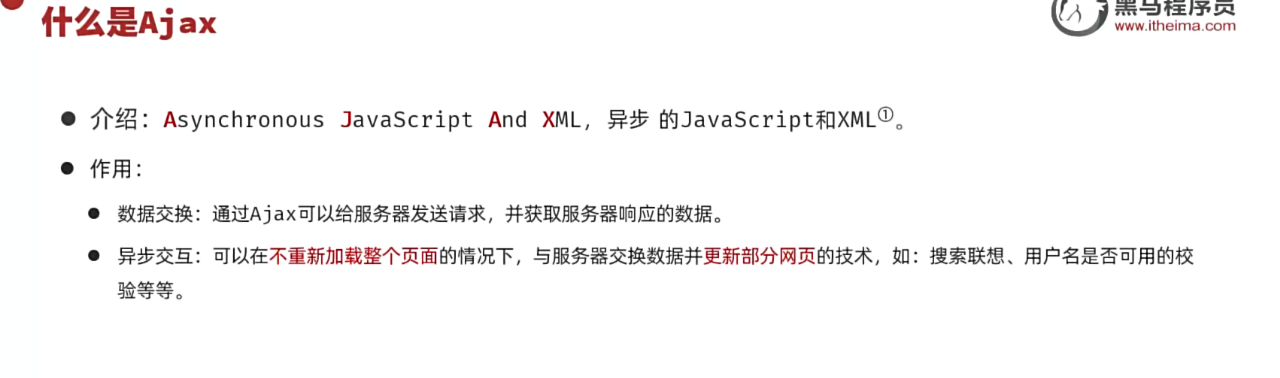 什么是Ajax
黑马程序员
www.itheima.com
介绍：Asynchronous JavaScript And XML，异步 的JavaScript和XML①。
作用：
数据交换：通过Ajax可以给服务器发送请求，并获取服务器响应的数据。
异步交互：可以在不重新加载整个页面的情况下，与服务器交换数据并更新部分网页的技术，如：搜索联想、用户名是否可用的校
验等等。